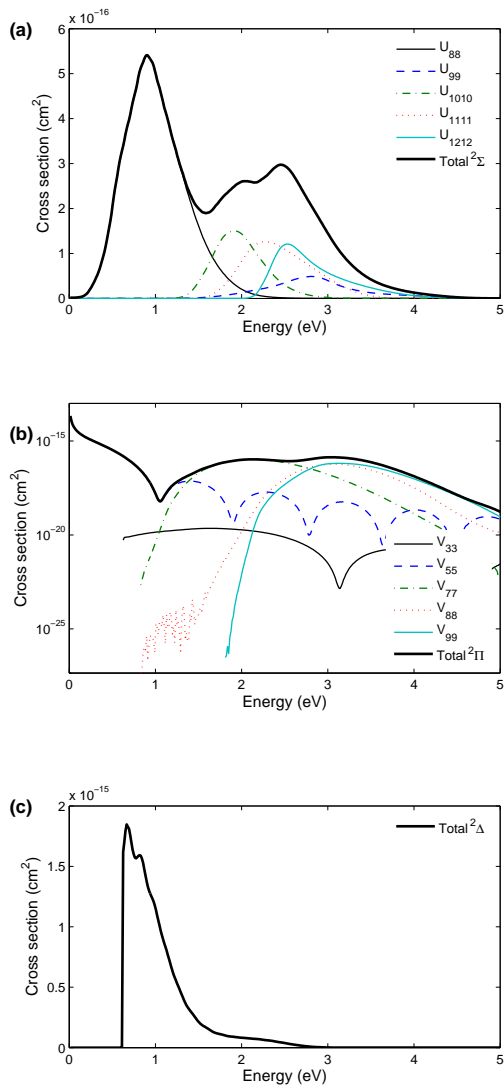 (a)
x 10⁻¹⁶
6
5
4
3
2
1
0
Cross section (cm²)
0 1 2 3 4 5
Energy (eV)
U₈₈
U₉₉
U₁₀₁₀
U₁₁₁₁
U₁₂₁₂
Total ²Σ
(b)
10⁻¹⁵
10⁻²⁰
10⁻²⁵
Cross section (cm²)
0 1 2 3 4 5
Energy (eV)
V₃₃
V₅₅
V₇₇
V₈₈
V₉₉
Total ²Π
(c)
x 10⁻¹⁵
2
1.5
1
0.5
0
Cross section (cm²)
0 1 2 3 4 5
Energy (eV)
Total ²Δ